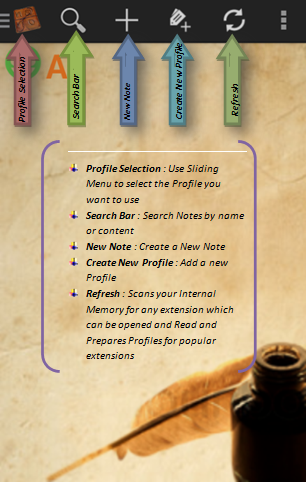 A
Profile Selection
Search Bar
New Note
Create New Profile
Refresh
Profile Selection : Use Sliding
Menu to select the Profile you
want to use
Search Bar : Search Notes by name
or content
New Note : Create a New Note
Create New Profile : Add a new
Profile
Refresh : Scans your Internal
Memory for any extension which
can be opened and Read and
Prepares Profiles for popular
extensions